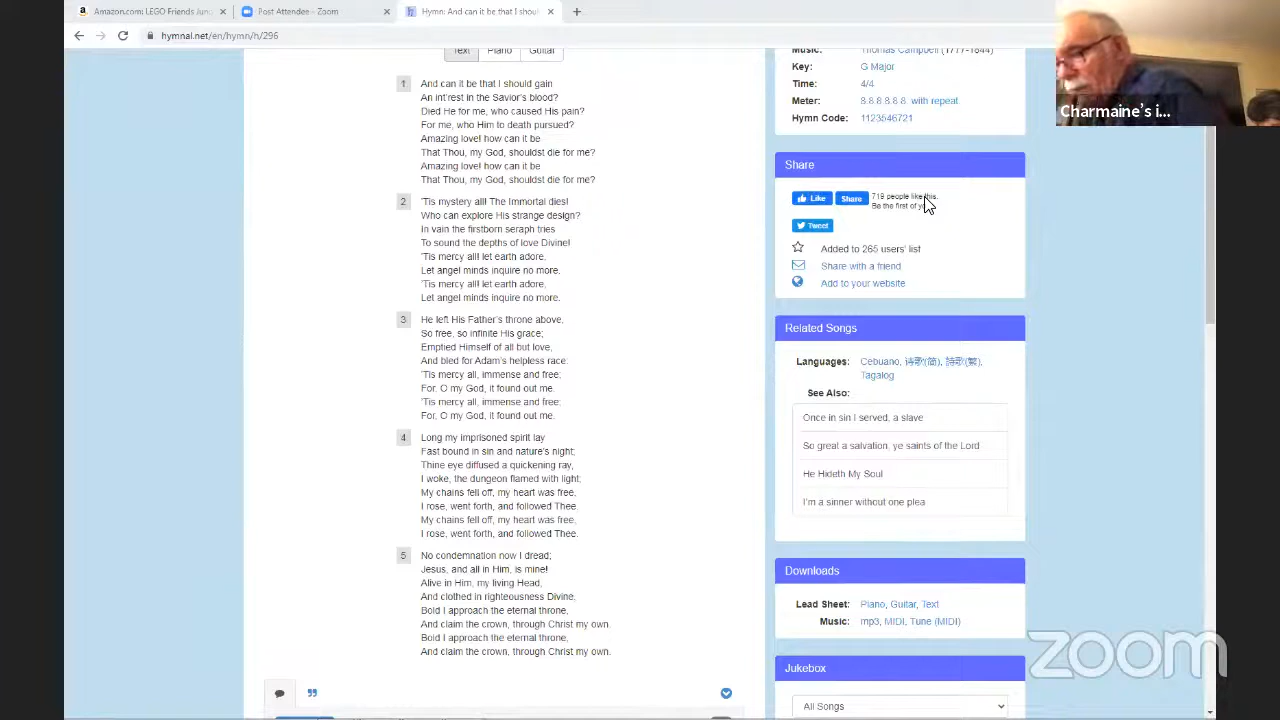 Amazon.com: LEGO Friends Jung
Post Attendee - Zoom
Hymn: And can it be that I shoul
hymnal.net/en/hymn/h/296
Charmaine's i...
Text
Piano
Guitar
1
And can it be that I should gain
An int'rest in the Savior's blood?
Died He for me, who caused His pain?
For me, who Him to death pursued?
Amazing love! how can it be
That Thou, my God, shouldst die for me?
Amazing love! how can it be
That Thou, my God, shouldst die for me?
2
'Tis mystery all! The Immortal dies!
Who can explore His strange design?
In vain the firstborn seraph tries
To sound the depths of love Divine!
'Tis mercy all! let earth adore,
Let angel minds inquire no more.
'Tis mercy all! let earth adore,
Let angel minds inquire no more.
3
He left His Father's throne above,
So free, so infinite His grace;
Emptied Himself of all but love,
And bled for Adam's helpless race:
'Tis mercy all, immense and free;
For, O my God, it found out me.
'Tis mercy all, immense and free;
For, O my God, it found out me.
4
Long my imprisoned spirit lay
Fast bound in sin and nature's night;
Thine eye diffused a quickening ray,
I woke, the dungeon flamed with light;
My chains fell off, my heart was free,
I rose, went forth, and followed Thee.
My chains fell off, my heart was free,
I rose, went forth, and followed Thee.
5
No condemnation now I dread;
Jesus, and all in Him, is mine!
Alive in Him, my living Head,
And clothed in righteousness Divine,
Bold I approach the eternal throne,
And claim the crown, through Christ my own.
Bold I approach the eternal throne,
And claim the crown, through Christ my own.
Music: Thomas Campbell (1777-1844)
Key: G Major
Time: 4/4
Meter: 8.8.8.8.8.8. with repeat.
Hymn Code: 1123546721
Share
Like
Share
719 people like this.
Be the first of
Tweet
Added to 265 users' list
Share with a friend
Add to your website
Related Songs
Languages: Cebuano, 诗歌(简), 詩歌(繁),
Tagalog
See Also:
Once in sin I served, a slave
So great a salvation, ye saints of the Lord
He Hideth My Soul
I'm a sinner without one plea
Downloads
Lead Sheet: Piano, Guitar, Text
Music: mp3, MIDI, Tune (MIDI)
Jukebox
All Songs
zoom